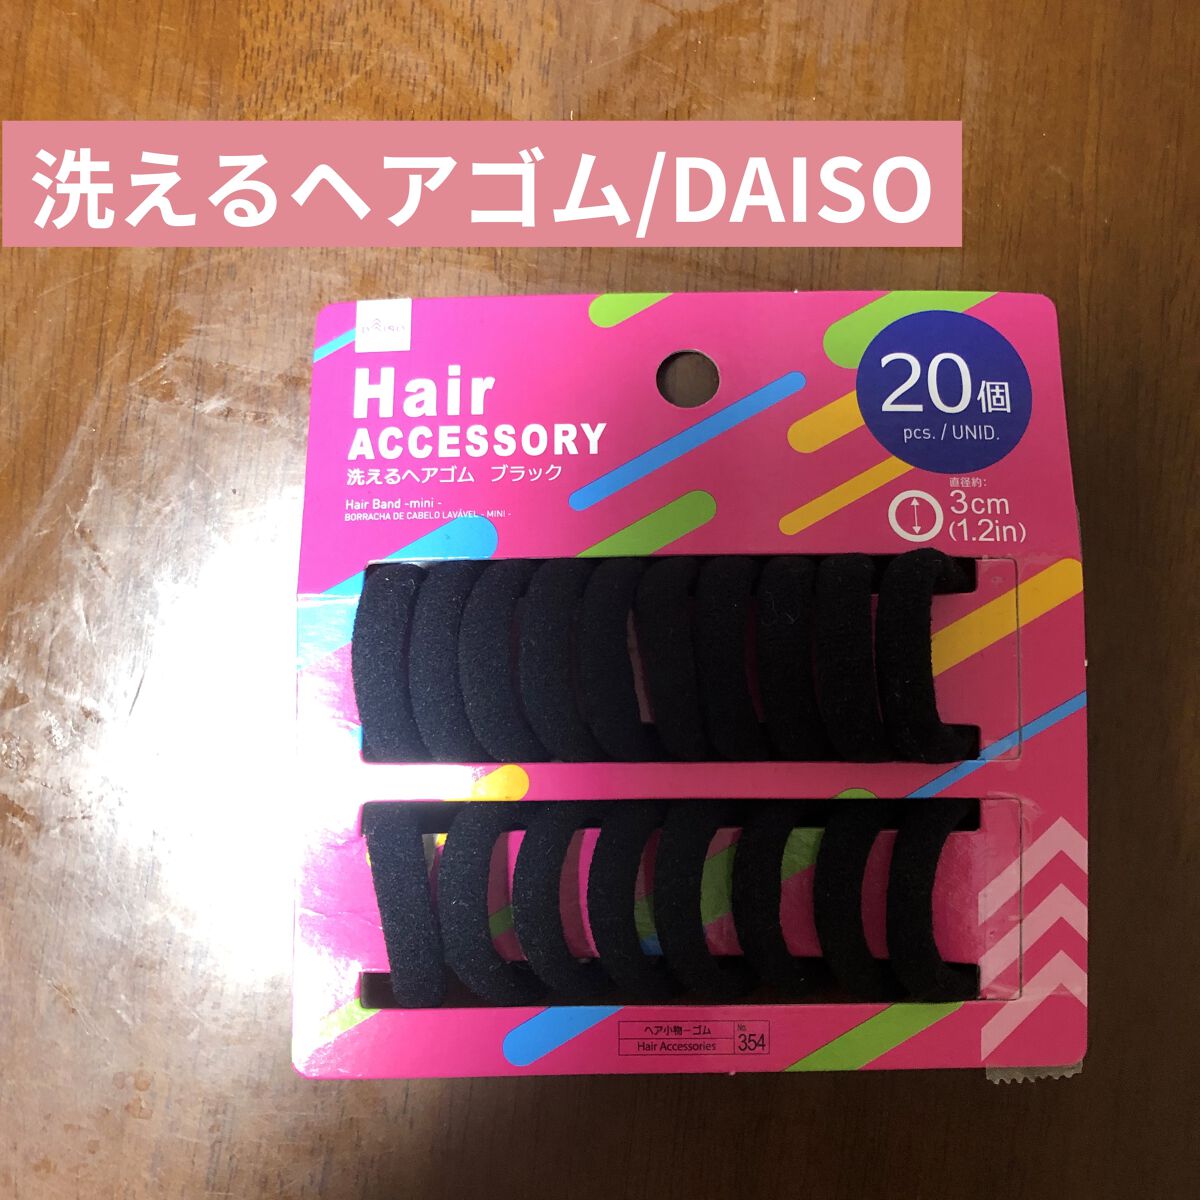 洗えるヘアゴム/DAISO
Hair
ACCESSORY
洗えるヘアゴム ブラック
Hair Band -mini -
BORRACHA DE CABELO LAVÁVEL - MINI -
20個
pcs. / UNID.
直径約:
3cm
(1.2in)
ヘア小物ーゴム
Hair Accessories
No.
354